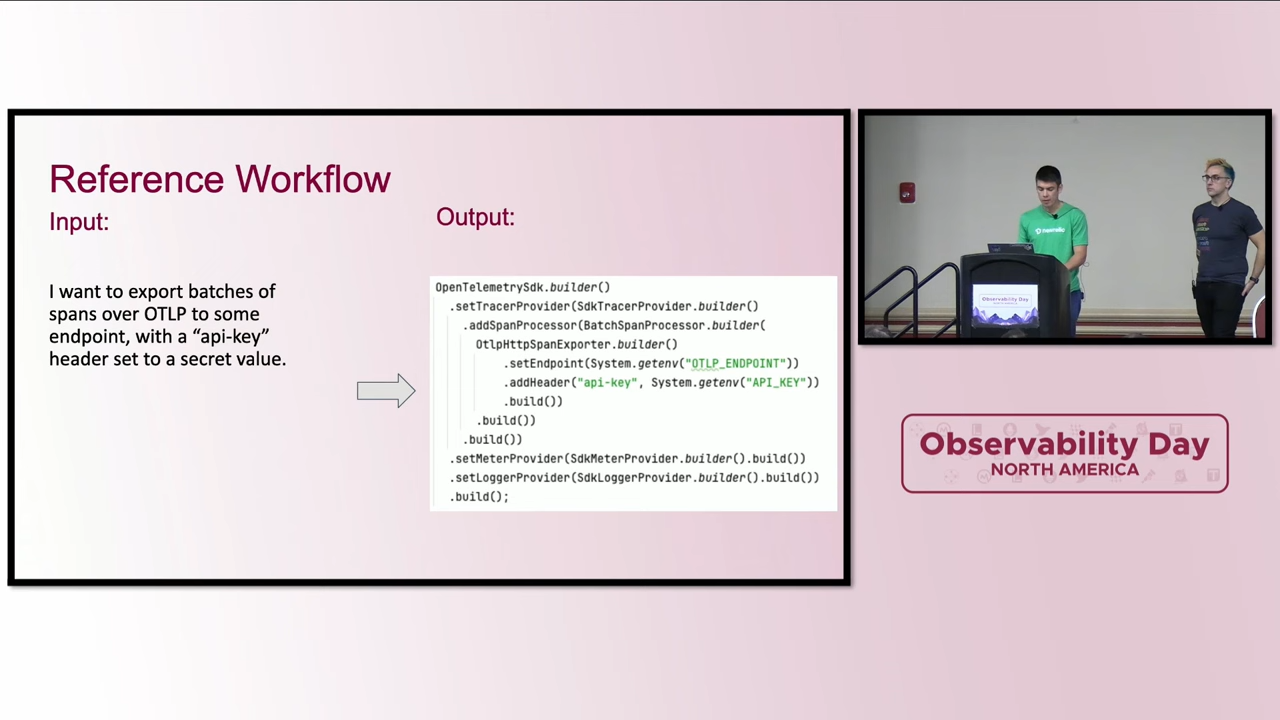 Reference Workflow
Input:
Output:
I want to export batches of
spans over OTLP to some
endpoint, with a “api-key”
header set to a secret value.
OpenTelemetrySdk.builder()
.setTracerProvider(SdkTracerProvider.builder()
.addSpanProcessor(BatchSpanProcessor.builder(
OtlpHttpSpanExporter.builder()
.setEndpoint(System.getenv("OTLP_ENDPOINT"))
.addHeader("api-key", System.getenv("API_KEY"))
.build())
.build())
.build())
.setMeterProvider(SdkMeterProvider.builder().build())
.setLoggerProvider(SdkLoggerProvider.builder().build())
.build();
Observability Day
Observability Day
NORTH AMERICA